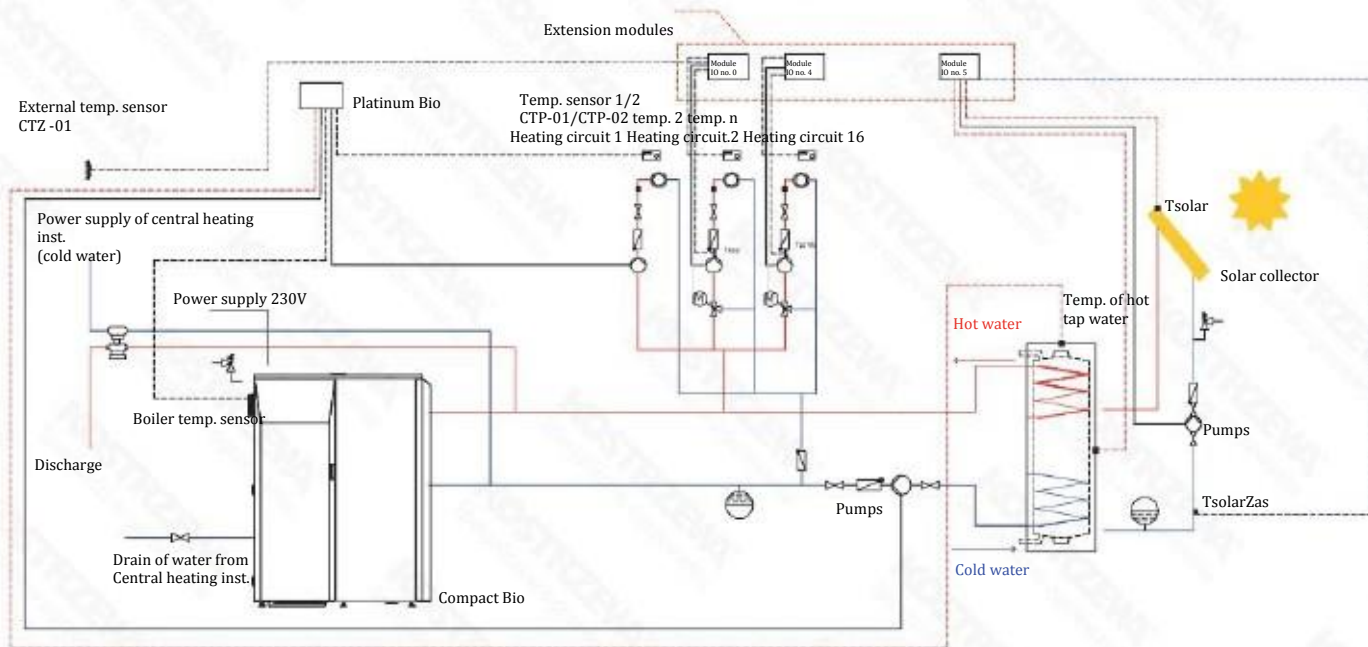 Extension modules
Module
IO no. 0
Module
IO no. 4
Module
IO no. 5
External temp. sensor
CTZ -01
Platinum Bio
Temp. sensor 1/2
CTP-01/CTP-02 temp. 2 temp. n
Heating circuit 1 Heating circuit.2 Heating circuit 16
Power supply of central heating
inst.
(cold water)
Tsolar
Solar collector
Power supply 230V
Temp. of hot
tap water
Hot water
M
M
Boiler temp. sensor
Discharge
Pumps
Pumps
TsolarZas
Drain of water from
Central heating inst.
Cold water
Compact Bio
KOSTRZEWA